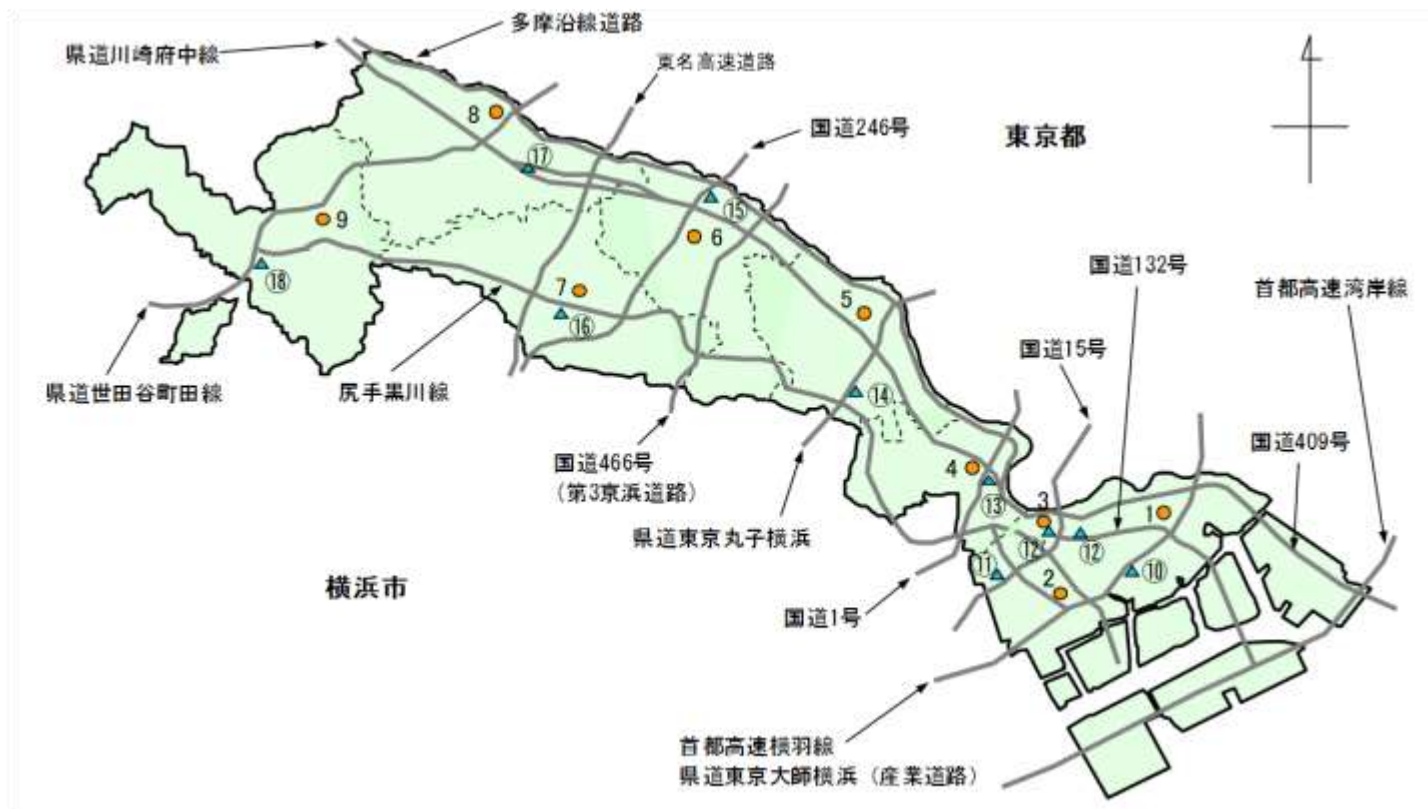 多摩沿線道路
県道川崎府中線
東名高速道路
国道246号
東京都
8
17
15
9
6
18
7
16
5
国道132号
首都高速湾岸線
国道15号
県道世田谷町田線
尻手黒川線
14
国道409号
国道466号
(第3京浜道路)
4
13
3
1
県道東京丸子横浜
12
12
11
10
2
横浜市
国道1号
首都高速横羽線
県道東京大師横浜(産業道路)